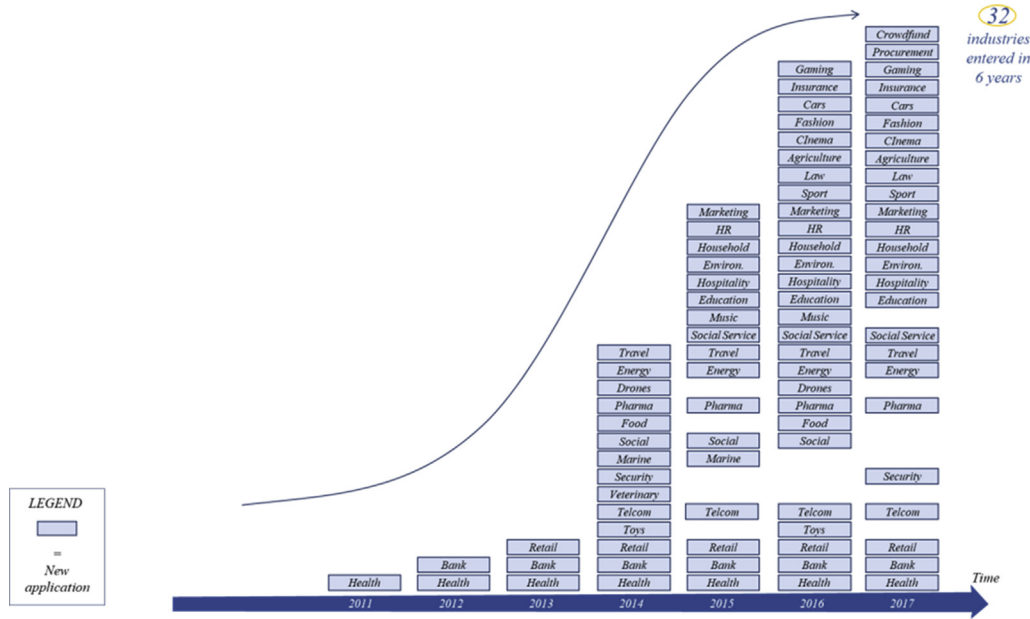 32
industries
entered in
6 years
Crowdfund
Procurement
Gaming Gaming
Insurance Insurance
Cars Cars
Fashion Fashion
CInema CInema
Agriculture Agriculture
Law Law
Sport Sport
Marketing Marketing Marketing
HR HR HR
Household Household Household
Environ. Environ. Environ.
Hospitality Hospitality Hospitality
Education Education Education
Music Music
Social Service Social Service Social Service
Travel Travel Travel Travel
Energy Energy Energy Energy
Drones Drones
Pharma Pharma Pharma Pharma
Food Food
Social Social Social
Marine Marine
Security Security
Veterinary
Telcom Telcom Telcom Telcom
Toys Toys
Retail Retail Retail Retail Retail
Bank Bank Bank Bank Bank Bank
Health Health Health Health Health Health Health
LEGEND
=
New
application
Time
2011 2012 2013 2014 2015 2016 2017